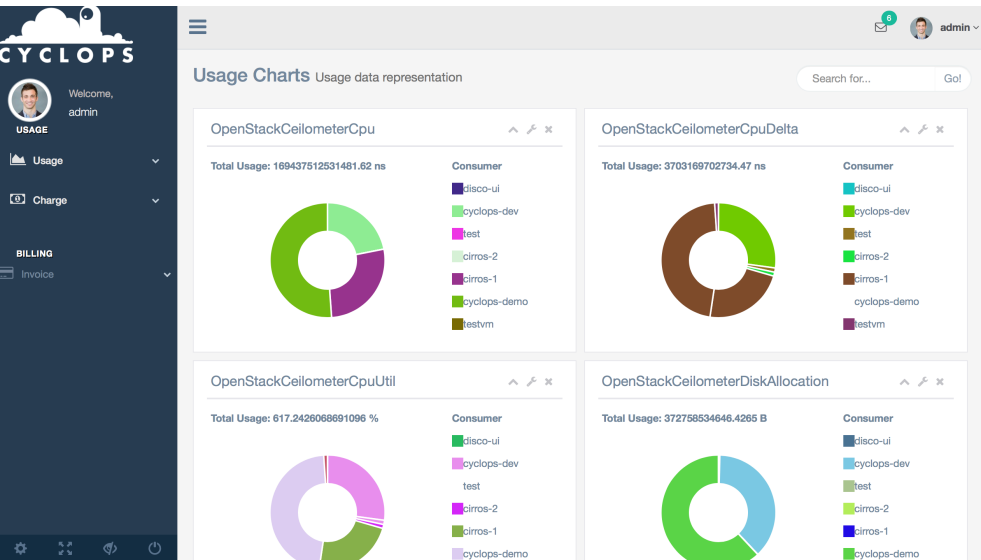 CYCLOPS
6
admin
Welcome,
admin
USAGE
Usage
Charge
BILLING
Invoice
Usage Charts Usage data representation
Search for...
Go!
OpenStackCeilometerCpu
Total Usage: 169437512531481.62 ns
Consumer
disco-ui
cyclops-dev
test
cirros-2
cirros-1
cyclops-demo
testvm
OpenStackCeilometerCpuDelta
Total Usage: 3703169702734.47 ns
Consumer
disco-ui
cyclops-dev
test
cirros-2
cirros-1
cyclops-demo
testvm
OpenStackCeilometerCpuUtil
Total Usage: 617.2426068691096 %
Consumer
disco-ui
cyclops-dev
test
cirros-2
cirros-1
cyclops-demo
OpenStackCeilometerDiskAllocation
Total Usage: 372758534646.4265 B
Consumer
disco-ui
cyclops-dev
test
cirros-2
cirros-1
cyclops-demo